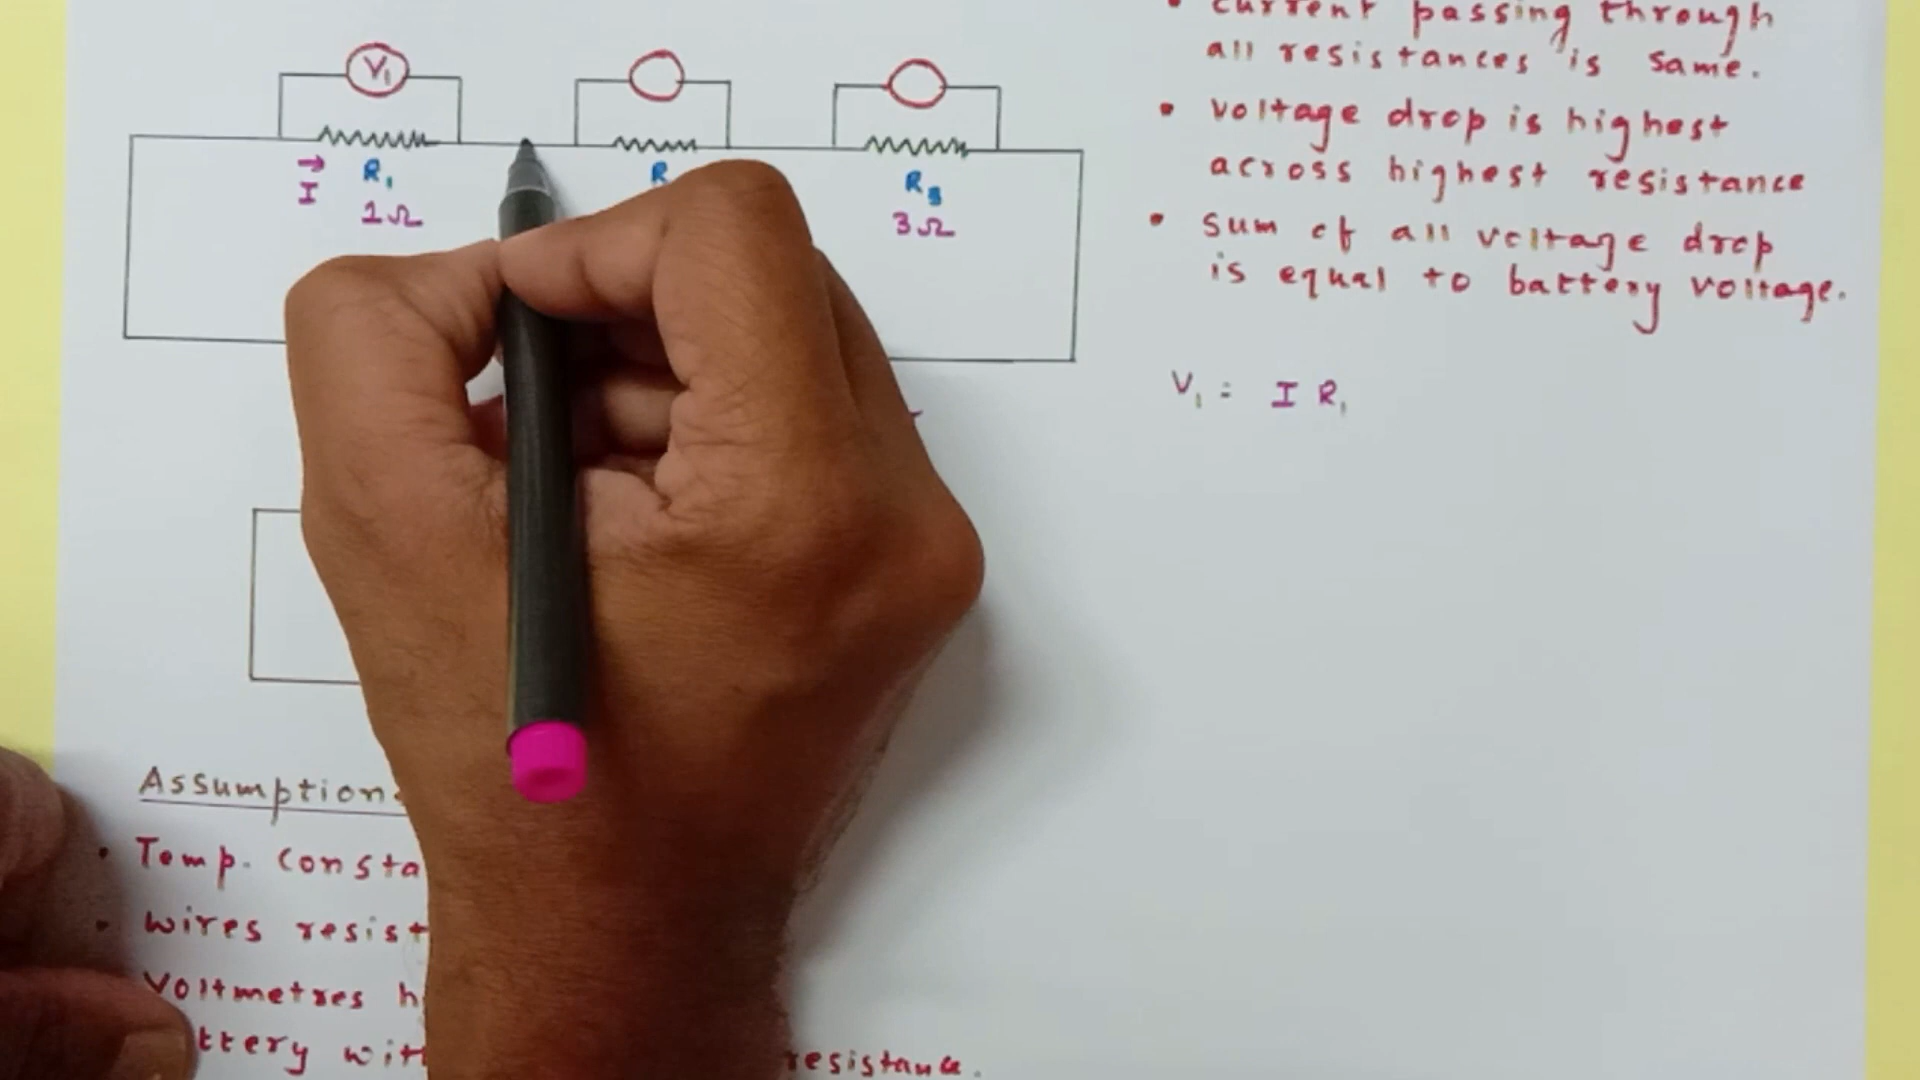 current passing through
all resistances is same.
• voltage drop is highest
across highest resistance
• sum of all voltage drop
is equal to battery voltage.
V₁
I
R₁
1Ω
R
R₃
3Ω
V₁ = I R₁
Assumption
• Temp. consta
• wires resist
Voltmetres h
ttery wit resistance.